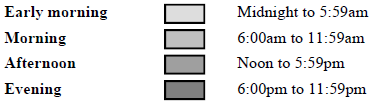 Early morning Midnight to 5:59am
Morning 6:00am to 11:59am
Afternoon Noon to 5:59pm
Evening 6:00pm to 11:59pm